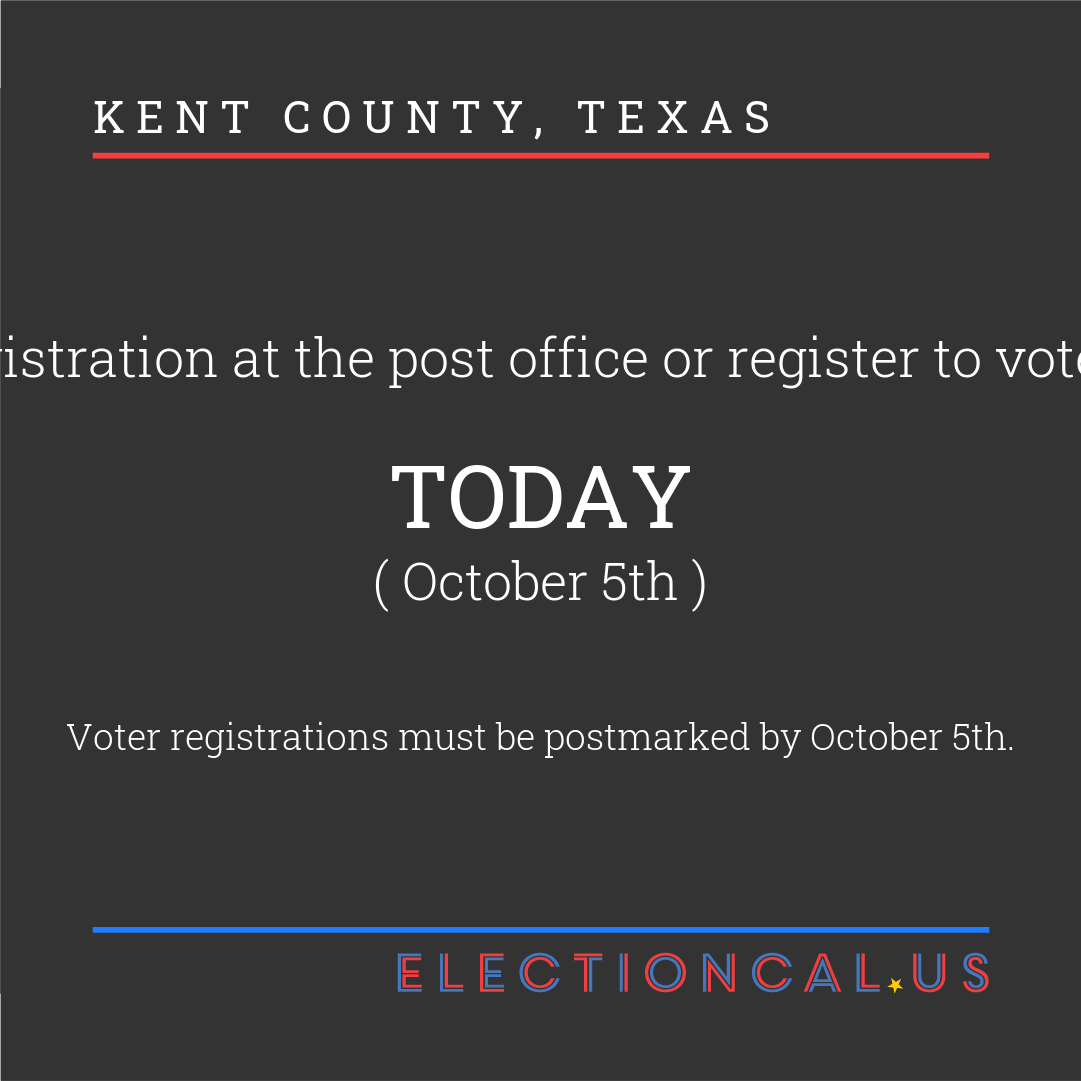 KENT COUNTY, TEXAS
istration at the post office or register to vote
TODAY
( October 5th )
Voter registrations must be postmarked by October 5th.
ELECTIONCAL.US